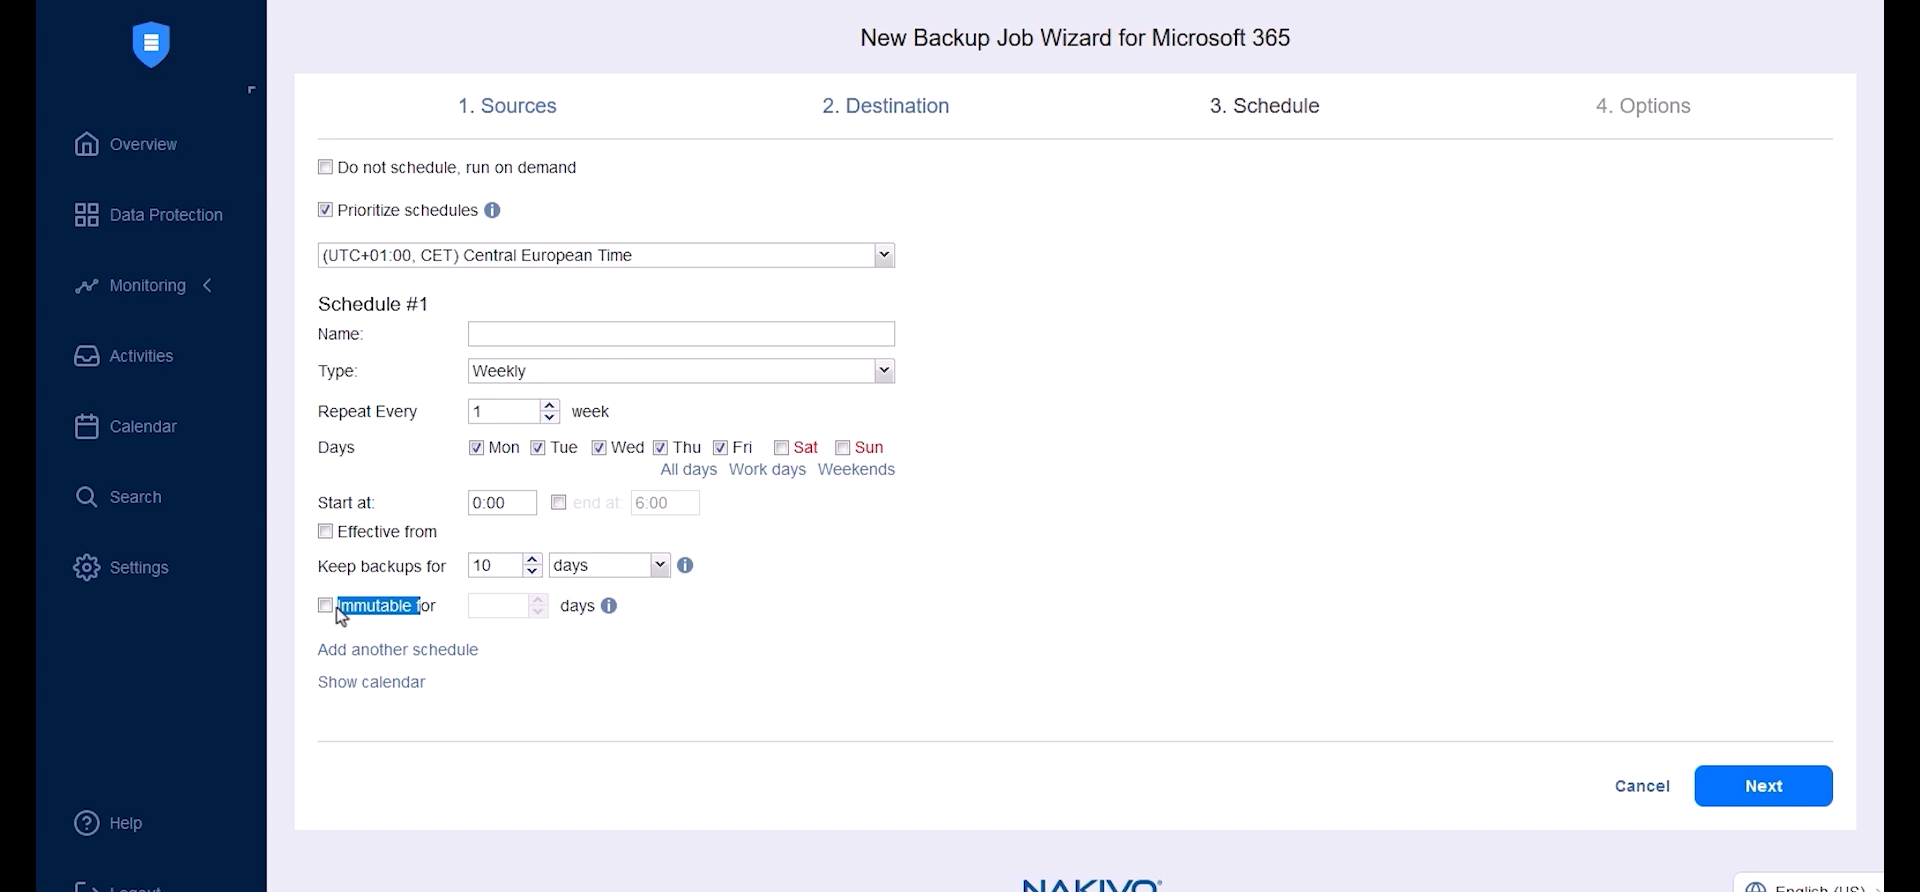 New Backup Job Wizard for Microsoft 365
1. Sources
2. Destination
3. Schedule
4. Options
Overview
Data Protection
Monitoring
Activities
Calendar
Search
Settings
Help
Logout
Do not schedule, run on demand
Prioritize schedules
(UTC+01:00, CET) Central European Time
Schedule #1
Name:
Type: Weekly
Repeat Every 1 week
Days Mon Tue Wed Thu Fri Sat Sun
All days Work days Weekends
Start at: 0:00 end at: 6:00
Effective from
Keep backups for 10 days
Immutable for days
Add another schedule
Show calendar
Cancel Next
NAKIVO®
English (US)